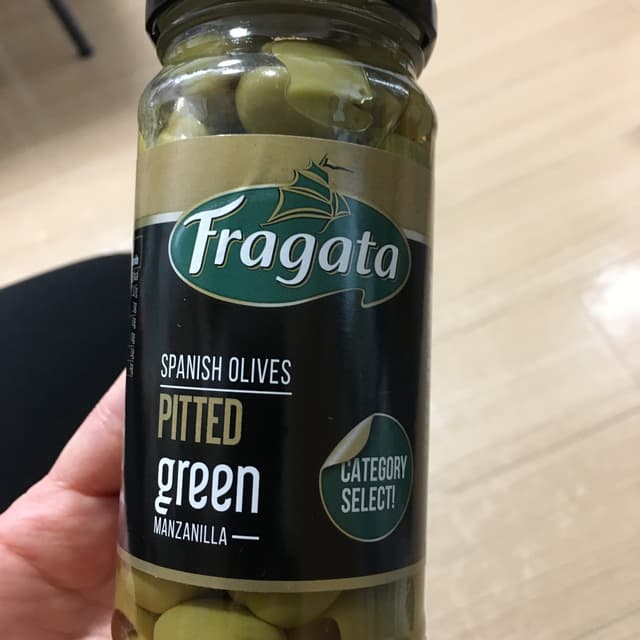 Fragata
SPANISH OLIVES
PITTED
green
MANZANILLA
CATEGORY
SELECT!